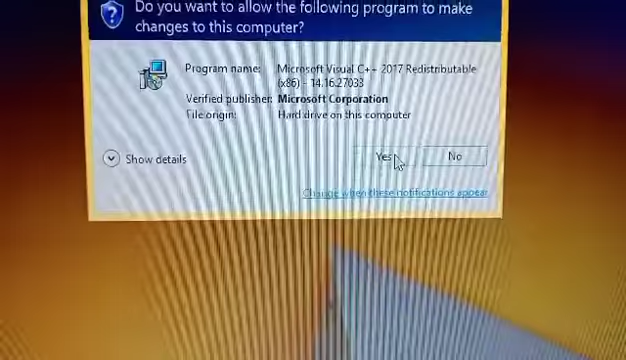 Do you want to allow the following program to make
changes to this computer?
Program name: Microsoft Visual C++ 2017 Redistributable
(x86) - 14.16.27033
Verified publisher: Microsoft Corporation
File origin: Hard drive on this computer
Show details
Yes No
Change when these notifications appear